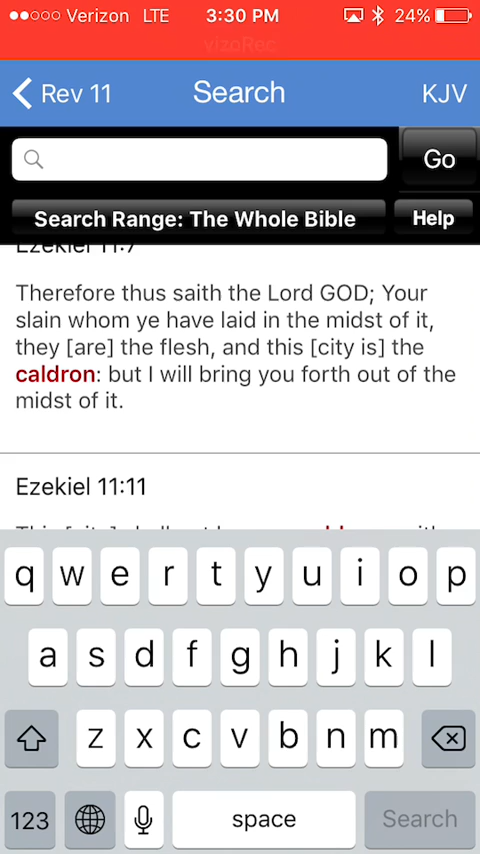 Verizon LTE 3:30 PM 24%
vizoRec
Rev 11 Search KJV
Go
Search Range: The Whole Bible Help
Ezekiel 11:7
Therefore thus saith the Lord GOD; Your
slain whom ye have laid in the midst of it,
they [are] the flesh, and this [city is] the
caldron: but I will bring you forth out of the
midst of it.
Ezekiel 11:11
q w e r t y u i o p
a s d f g h j k l
z x c v b n m
123 space Search